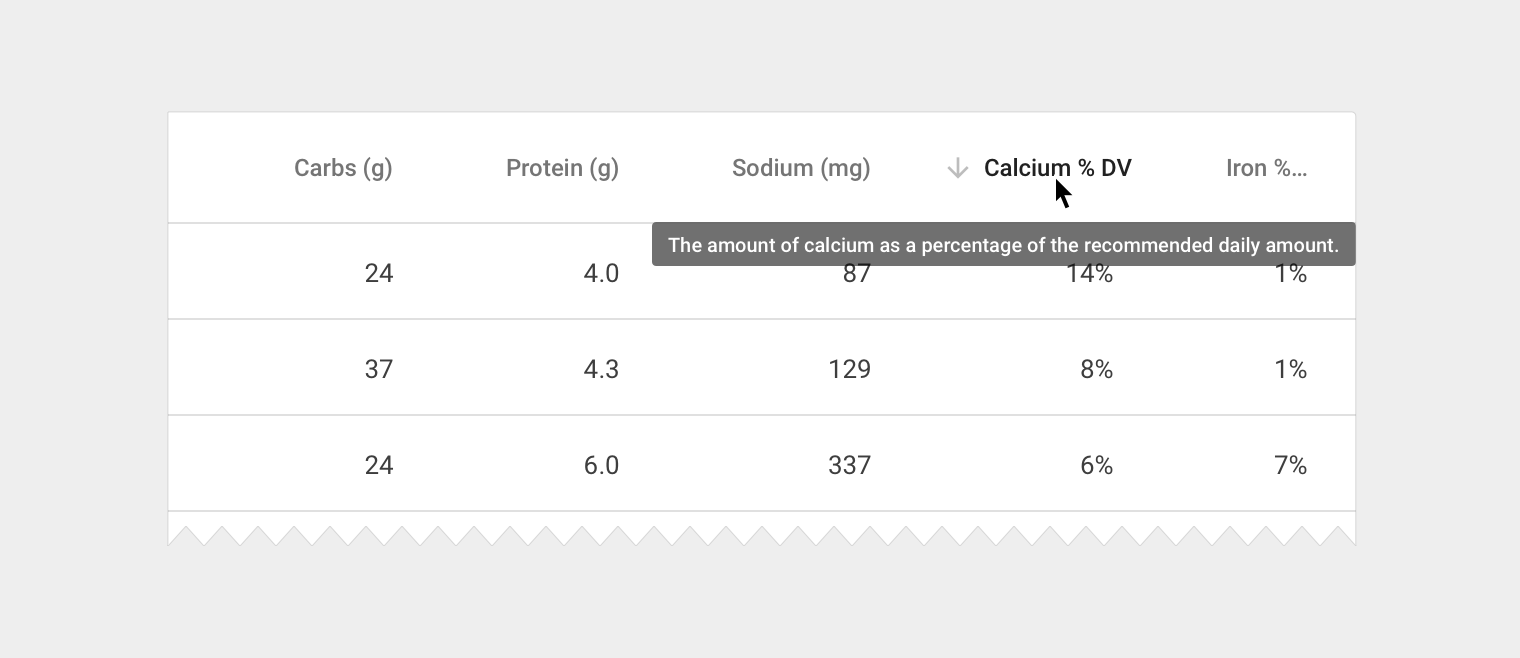 Carbs (g) Protein (g) Sodium (mg) ↓ Calcium % DV Iron %...
The amount of calcium as a percentage of the recommended daily amount.
24 4.0 87 14% 1%
37 4.3 129 8% 1%
24 6.0 337 6% 7%